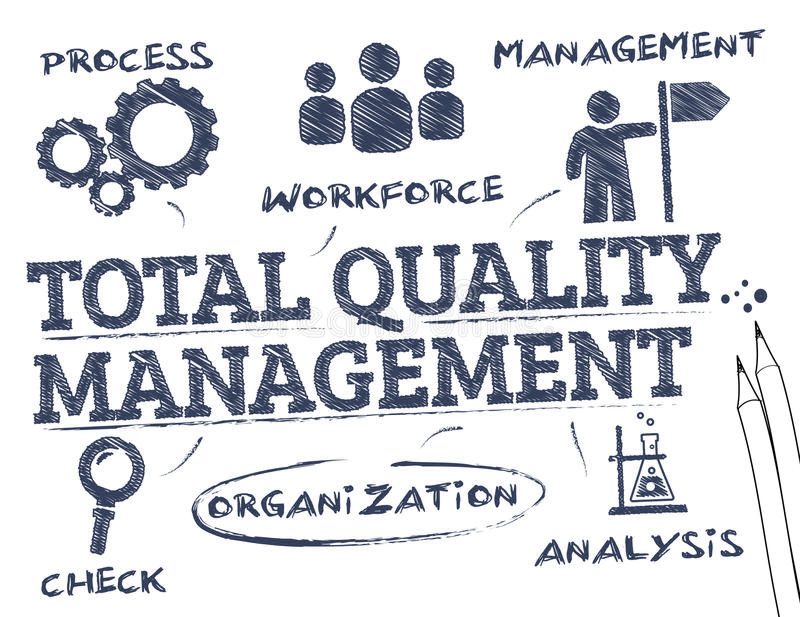 PROCESS
MANAGEMENT
WORKFORCE
TOTAL QUALITY
MANAGEMENT
ORGANIZATION
ANALYSIS
CHECK